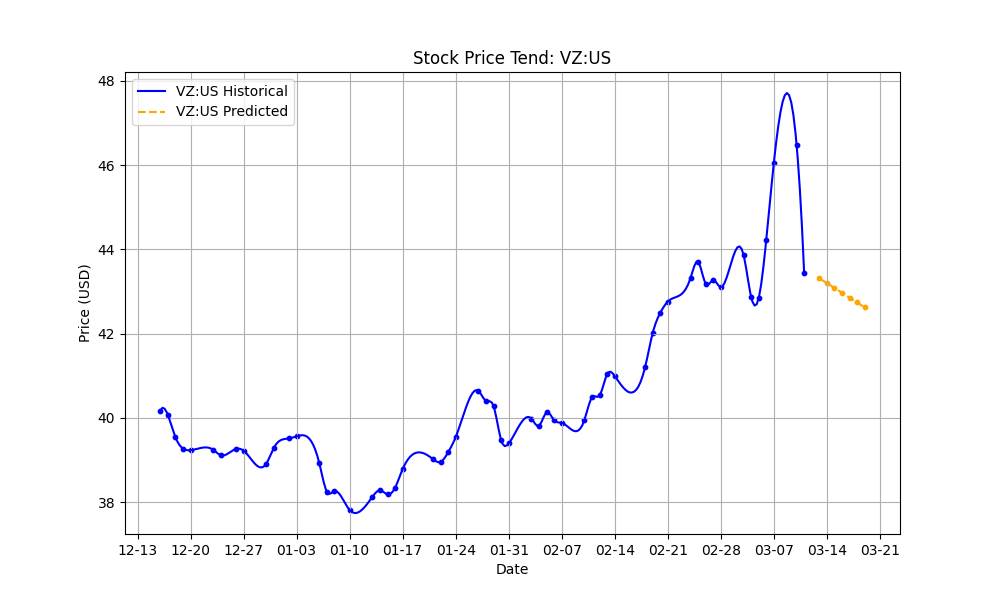 Stock Price Tend: VZ:US
VZ:US Historical
VZ:US Predicted
48
46
44
42
40
38
Price (USD)
12-13 12-20 12-27 01-03 01-10 01-17 01-24 01-31 02-07 02-14 02-21 02-28 03-07 03-14 03-21
Date